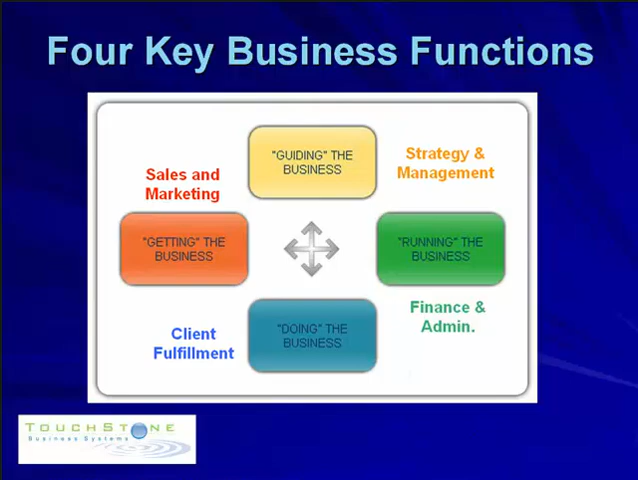 Four Key Business Functions
"GUIDING" THE
BUSINESS
Strategy &
Management
Sales and
Marketing
"GETTING" THE
BUSINESS
"RUNNING" THE
BUSINESS
Finance &
Admin.
Client
Fulfillment
"DOING" THE
BUSINESS
TOUCHSTONE
Business Systems